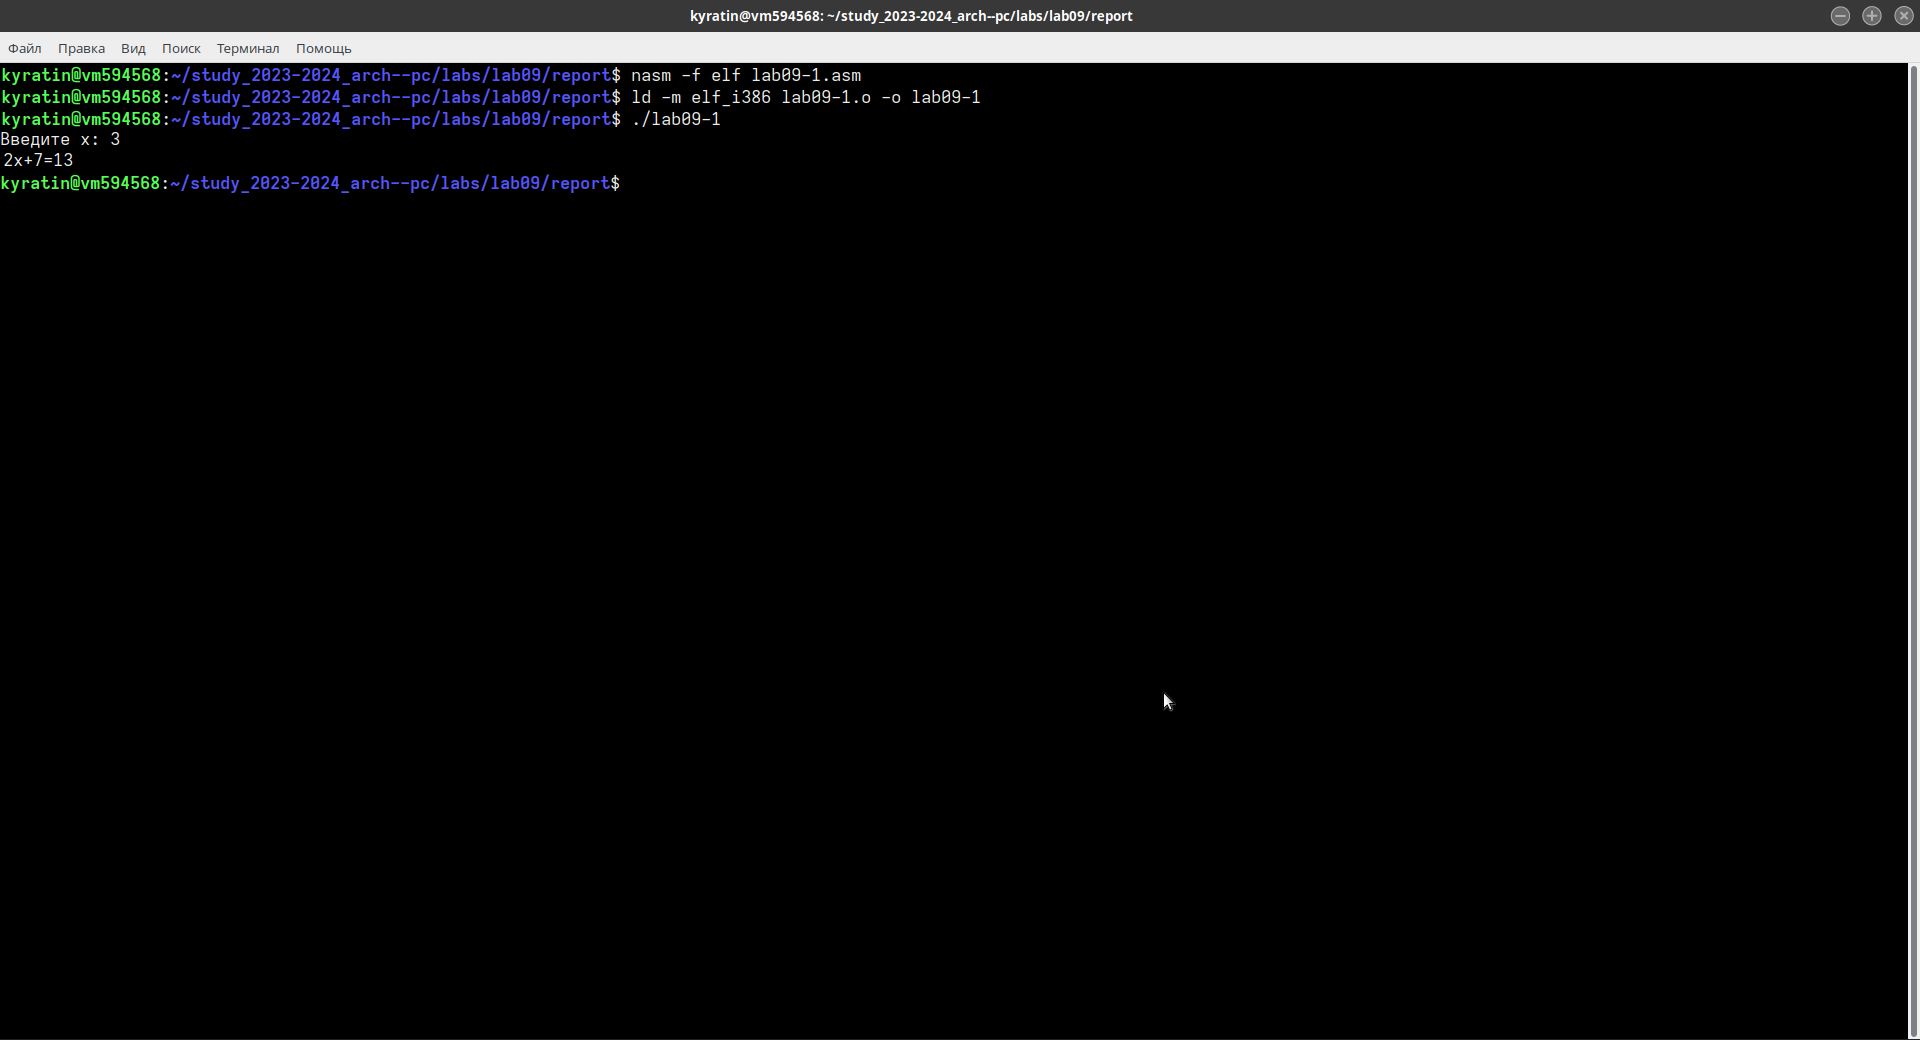 kyratin@vm594568: ~/study_2023-2024_arch--pc/labs/lab09/report
Файл Правка Вид Поиск Терминал Помощь
kyratin@vm594568:~/study_2023-2024_arch--pc/labs/lab09/report$ nasm -f elf lab09-1.asm
kyratin@vm594568:~/study_2023-2024_arch--pc/labs/lab09/report$ ld -m elf_i386 lab09-1.o -o lab09-1
kyratin@vm594568:~/study_2023-2024_arch--pc/labs/lab09/report$ ./lab09-1
Введите x: 3
2x+7=13
kyratin@vm594568:~/study_2023-2024_arch--pc/labs/lab09/report$